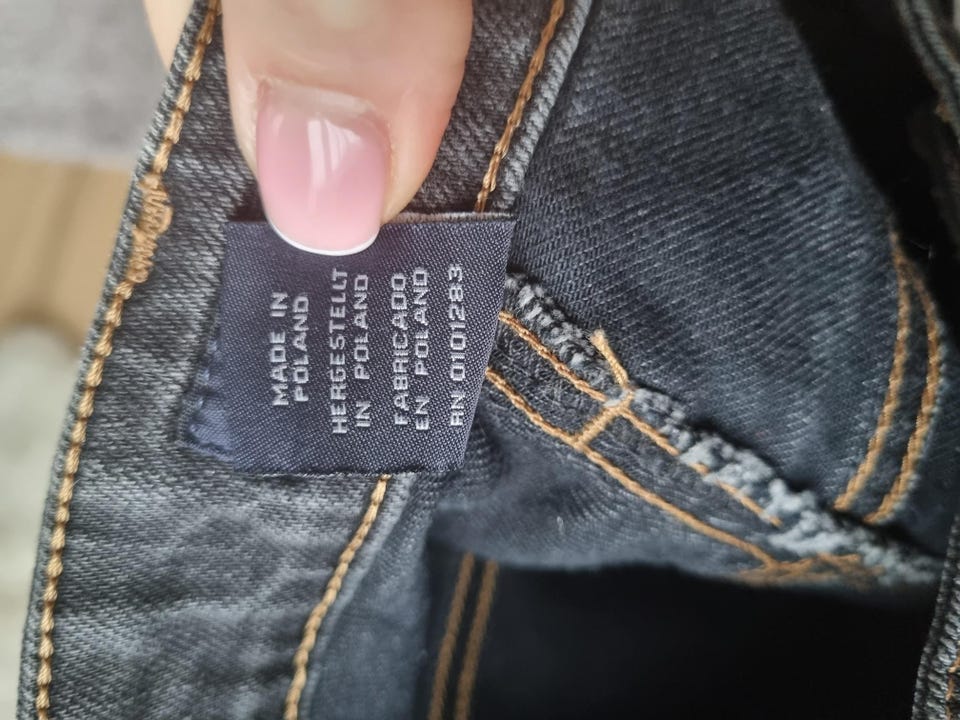 MADE IN
POLAND
HERGESTELLT
IN POLAND
FABRICADO
EN POLAND
RN 0101283